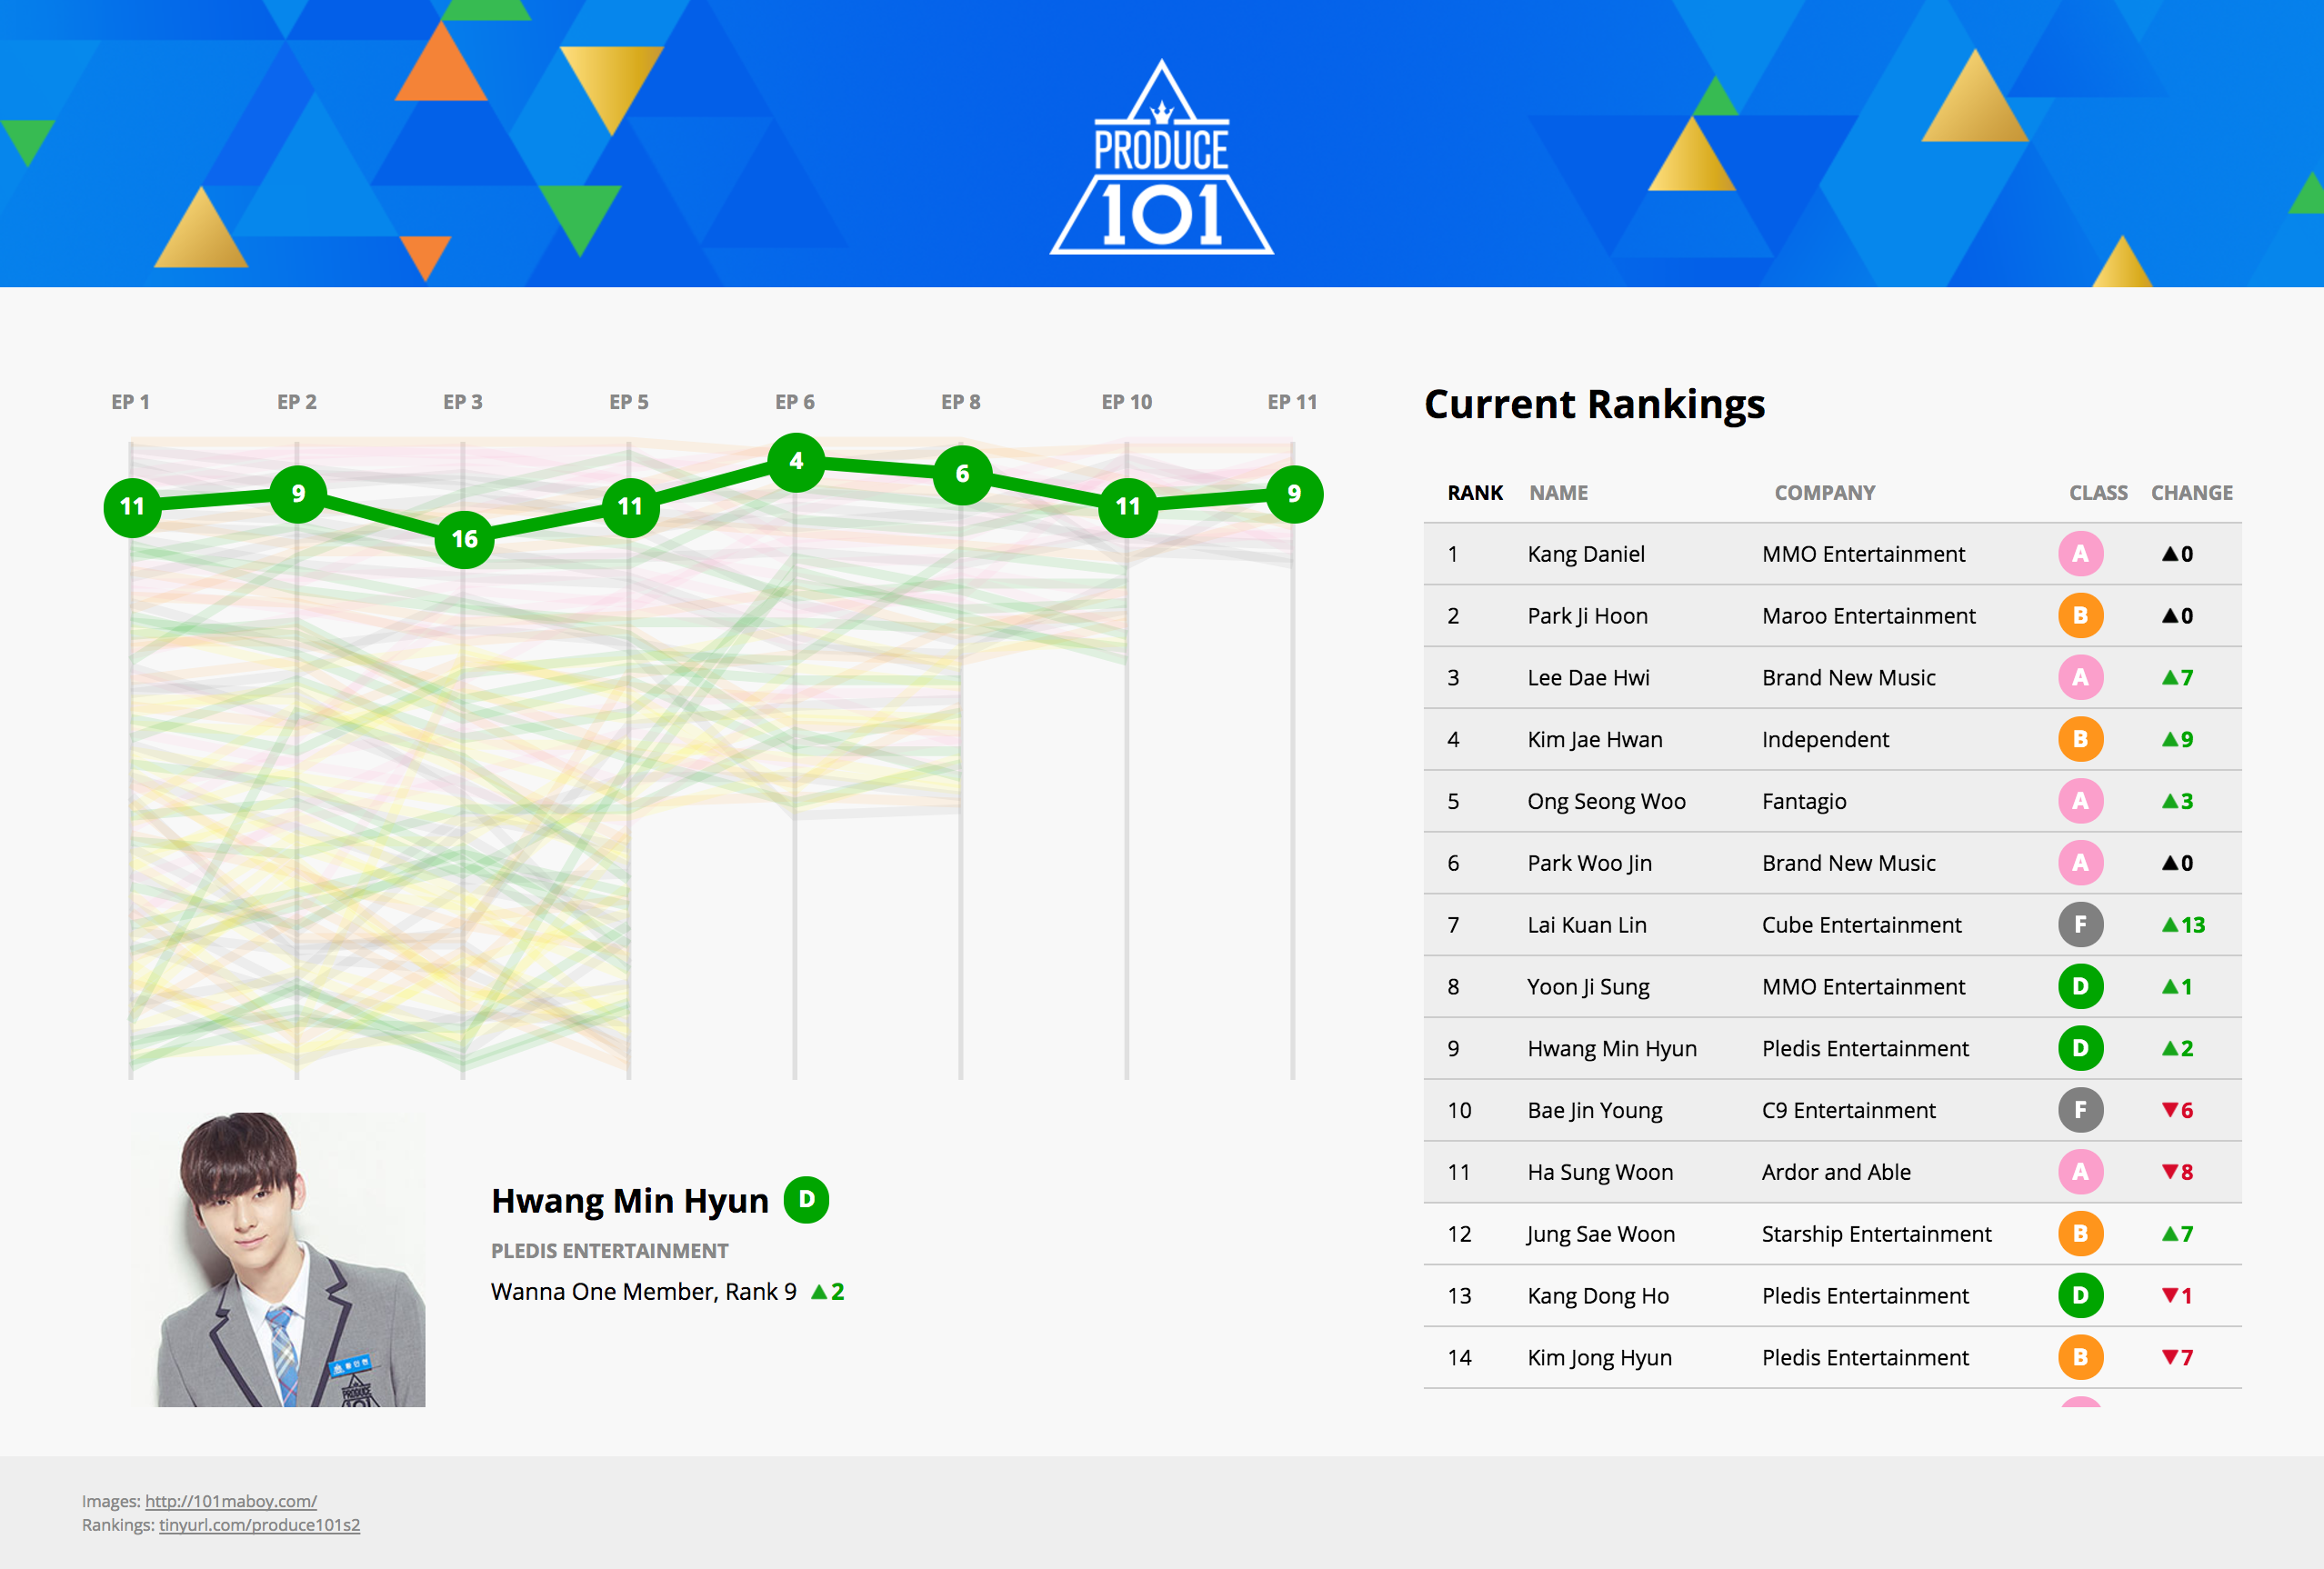 PRODUCE
101
EP 1 EP 2 EP 3 EP 5 EP 6 EP 8 EP 10 EP 11
11 9 16 11 4 6 11 9
Hwang Min Hyun D
PLEDIS ENTERTAINMENT
Wanna One Member, Rank 9 ▲2
황민현
PRODUCE
101
Current Rankings
RANK NAME COMPANY CLASS CHANGE
1 Kang Daniel MMO Entertainment A ▲0
2 Park Ji Hoon Maroo Entertainment B ▲0
3 Lee Dae Hwi Brand New Music A ▲7
4 Kim Jae Hwan Independent B ▲9
5 Ong Seong Woo Fantagio A ▲3
6 Park Woo Jin Brand New Music A ▲0
7 Lai Kuan Lin Cube Entertainment F ▲13
8 Yoon Ji Sung MMO Entertainment D ▲1
9 Hwang Min Hyun Pledis Entertainment D ▲2
10 Bae Jin Young C9 Entertainment F ▼6
11 Ha Sung Woon Ardor and Able A ▼8
12 Jung Sae Woon Starship Entertainment B ▲7
13 Kang Dong Ho Pledis Entertainment D ▼1
14 Kim Jong Hyun Pledis Entertainment B ▼7
Images: http://101maboy.com/
Rankings: tinyurl.com/produce101s2